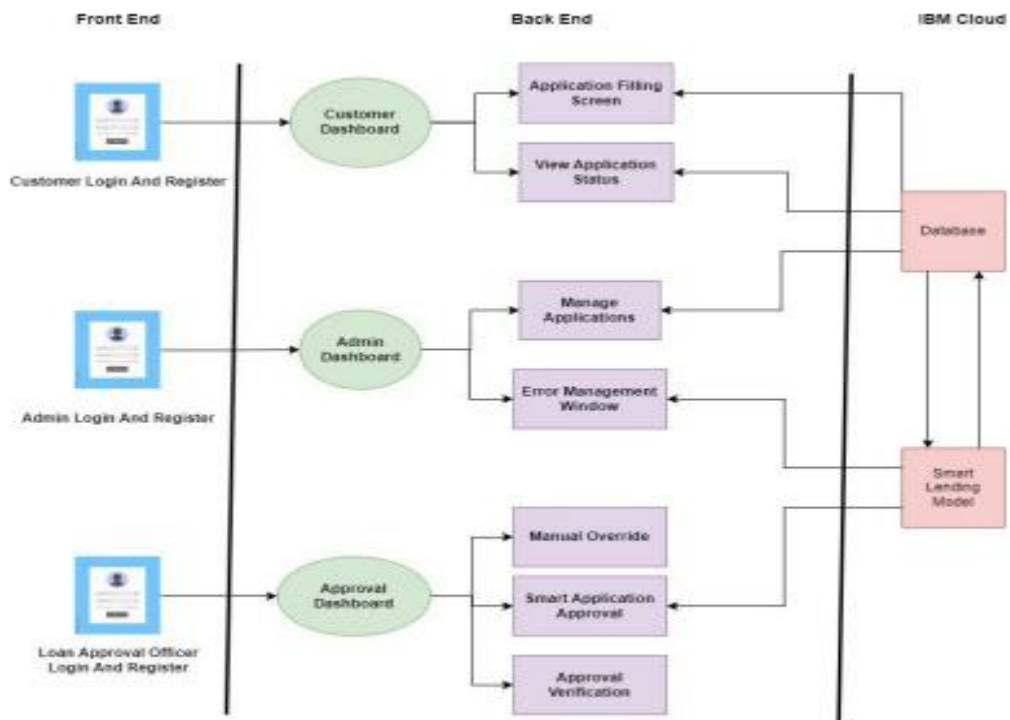 Front End
Back End
IBM Cloud
Customer Login And Register
Customer
Dashboard
Application Filling
Screen
View Application
Status
Database
Admin Login And Register
Admin
Dashboard
Manage
Applications
Error Management
Window
Smart
Lending
Model
Loan Approval Officer
Login And Register
Approval
Dashboard
Manual Override
Smart Application
Approval
Approval
Verification